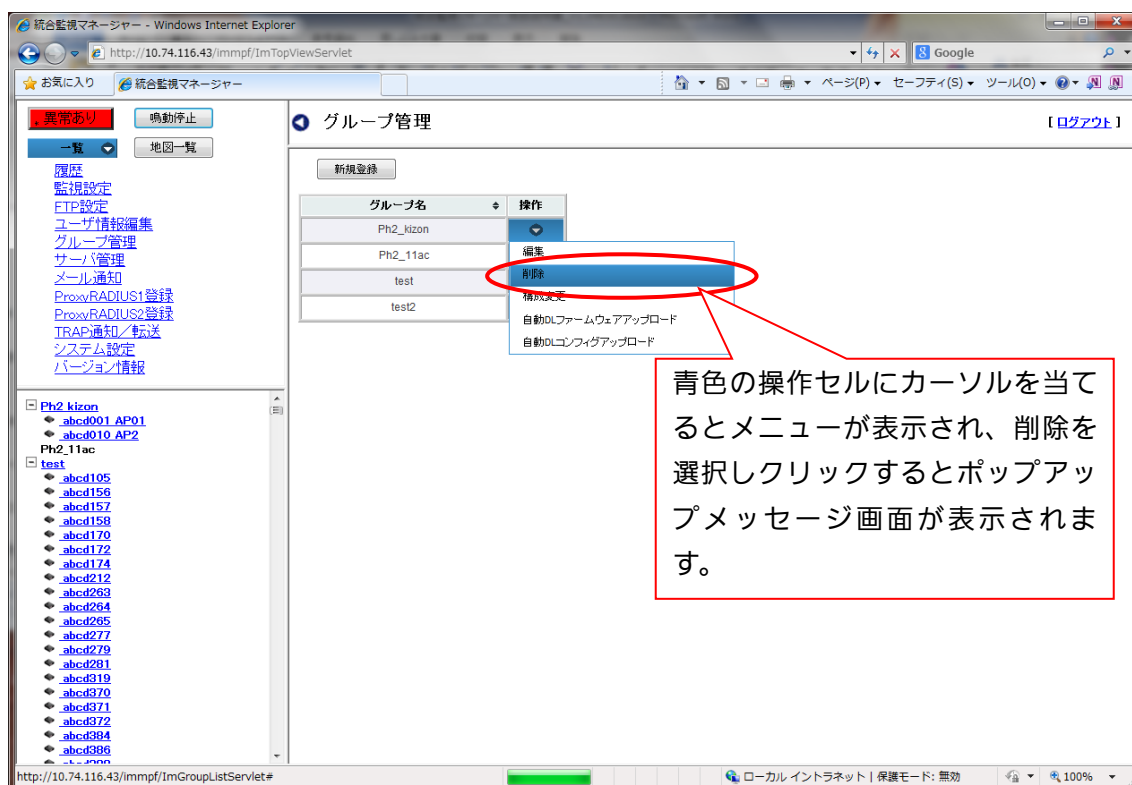 統合監視マネージャー - Windows Internet Explorer
http://10.74.116.43/immpf/ImTopViewServlet
Google
お気に入り
統合監視マネージャー
ページ(P)
セーフティ(S)
ツール(O)
異常あり
鳴動停止
一覧
地図一覧
履歴
監視設定
FTP設定
ユーザ情報編集
グループ管理
サーバ管理
メール通知
ProxyRADIUS1登録
ProxyRADIUS2登録
TRAP通知／転送
システム設定
バージョン情報
グループ管理
[ログアウト]
新規登録
グループ名 操作
Ph2_kizon
Ph2_11ac
test
test2
編集
削除
構成変更
自動DLファームウェアアップロード
自動DLコンフィグアップロード
青色の操作セルにカーソルを当て
るとメニューが表示され、削除を
選択しクリックするとポップアッ
プメッセージ画面が表示されま
す。
Ph2 kizon
abcd001 AP01
abcd010 AP2
Ph2_11ac
test
abcd105
abcd156
abcd157
abcd158
abcd170
abcd172
abcd174
abcd212
abcd263
abcd264
abcd265
abcd277
abcd279
abcd281
abcd319
abcd370
abcd371
abcd372
abcd384
abcd386
http://10.74.116.43/immpf/ImGroupListServlet#
ローカル イントラネット | 保護モード: 無効
100%